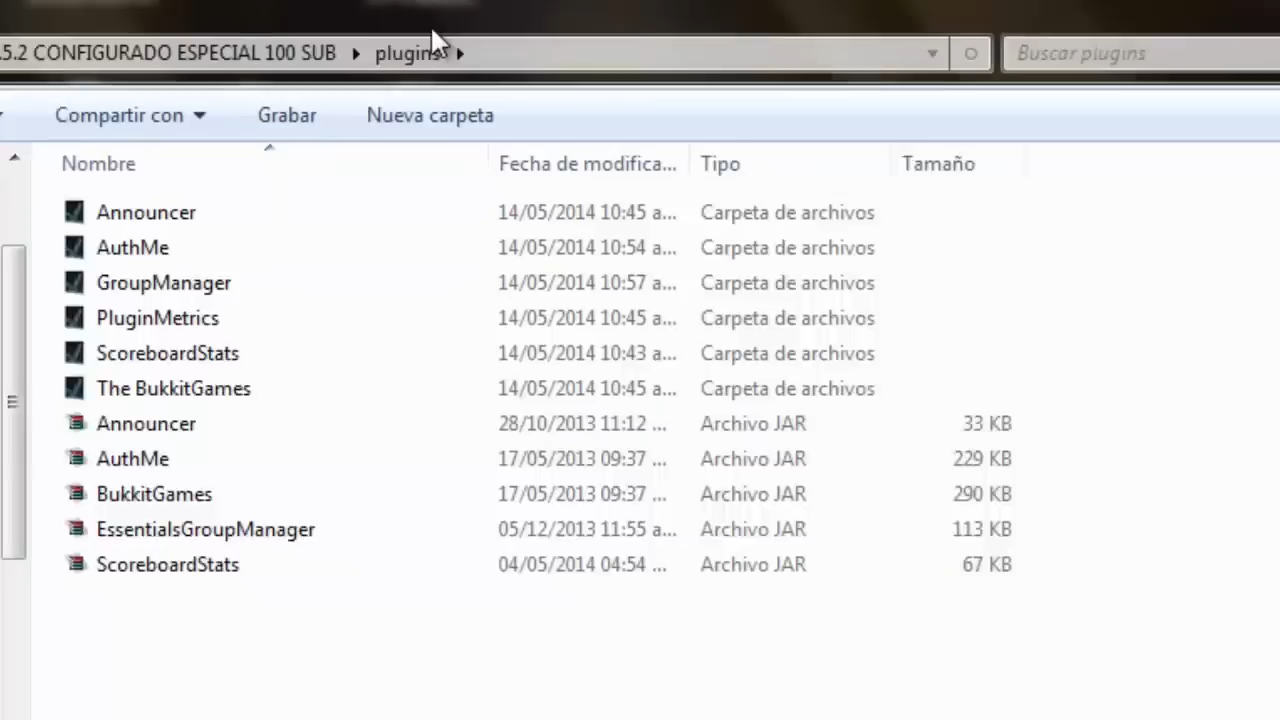 .5.2 CONFIGURADO ESPECIAL 100 SUB plugins Buscar plugins
Compartir con Grabar Nueva carpeta
Nombre Fecha de modifica... Tipo Tamaño
Announcer 14/05/2014 10:45 a... Carpeta de archivos
AuthMe 14/05/2014 10:54 a... Carpeta de archivos
GroupManager 14/05/2014 10:57 a... Carpeta de archivos
PluginMetrics 14/05/2014 10:45 a... Carpeta de archivos
ScoreboardStats 14/05/2014 10:43 a... Carpeta de archivos
The BukkitGames 14/05/2014 10:45 a... Carpeta de archivos
Announcer 28/10/2013 11:12 ... Archivo JAR 33 KB
AuthMe 17/05/2013 09:37 ... Archivo JAR 229 KB
BukkitGames 17/05/2013 09:37 ... Archivo JAR 290 KB
EssentialsGroupManager 05/12/2013 11:55 a... Archivo JAR 113 KB
ScoreboardStats 04/05/2014 04:54 ... Archivo JAR 67 KB